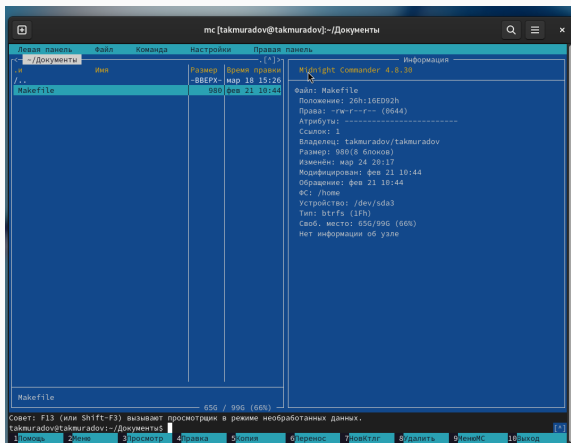 mc [takmuradov@takmuradov]:~/Документы
Левая панель Файл Команда Настройки Правая панель
<- ~/Документы .[^]>
.и Имя Размер Время правки
/.. -ВВЕРХ- мар 18 15:26
Makefile 980 фев 21 10:44
Makefile
65G / 99G (66%)
Информация
Midnight Commander 4.8.30
Файл: Makefile
Положение: 26h:16ED92h
Права: -rw-r--r-- (0644)
Атрибуты: ----------------------
Ссылок: 1
Владелец: takmuradov/takmuradov
Размер: 980(8 блоков)
Изменён: мар 24 20:17
Модифицирован: фев 21 10:44
Обращение: фев 21 10:44
ФС: /home
Устройство: /dev/sda3
Тип: btrfs (1Fh)
Своб. место: 65G/99G (66%)
Нет информации об узле
Совет: F13 (или Shift-F3) вызывают просмотрщик в режиме необработанных данных.
takmuradov@takmuradov:~/Документы$ [^]
1Помощь 2Меню 3Просмотр 4Правка 5Копия 6Перенос 7НовКтлг 8Удалить 9МенюMC 10Выход